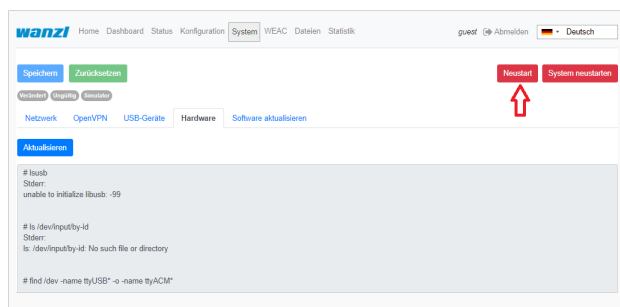 wanzl Home Dashboard Status Konfiguration System WEAC Dateien Statistik guest Abmelden Deutsch
Speichern Zurücksetzen Neustart System neustarten
Verändert Ungültig Simulator
Netzwerk OpenVPN USB-Geräte Hardware Software aktualisieren
Aktualisieren
# lsusb
Stderr:
unable to initialize libusb: -99
# ls /dev/input/by-id
Stderr:
ls: /dev/input/by-id: No such file or directory
# find /dev -name ttyUSB* -o -name ttyACM*